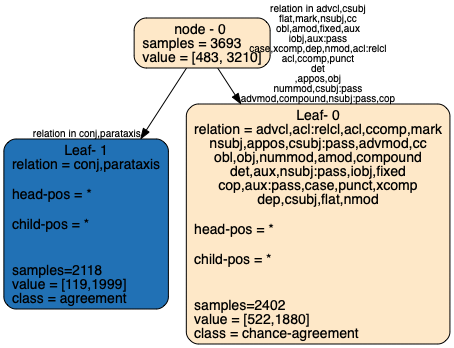 node - 0
samples = 3693
value = [483, 3210]
relation in advcl,csubj
flat,mark,nsubj,cc
obl,amod,fixed,aux
iobj,aux:pass
case,xcomp,dep,nmod,acl:relcl
acl,ccomp,punct
det
,appos,obj
nummod,csubj:pass
advmod,compound,nsubj:pass,cop
relation in conj,parataxis
Leaf- 1
relation = conj,parataxis
head-pos = *
child-pos = *
samples=2118
value = [119,1999]
class = agreement
Leaf- 0
relation = advcl,acl:relcl,acl,ccomp,mark
nsubj,appos,csubj:pass,advmod,cc
obl,obj,nummod,amod,compound
det,aux,nsubj:pass,iobj,fixed
cop,aux:pass,case,punct,xcomp
dep,csubj,flat,nmod
head-pos = *
child-pos = *
samples=2402
value = [522,1880]
class = chance-agreement